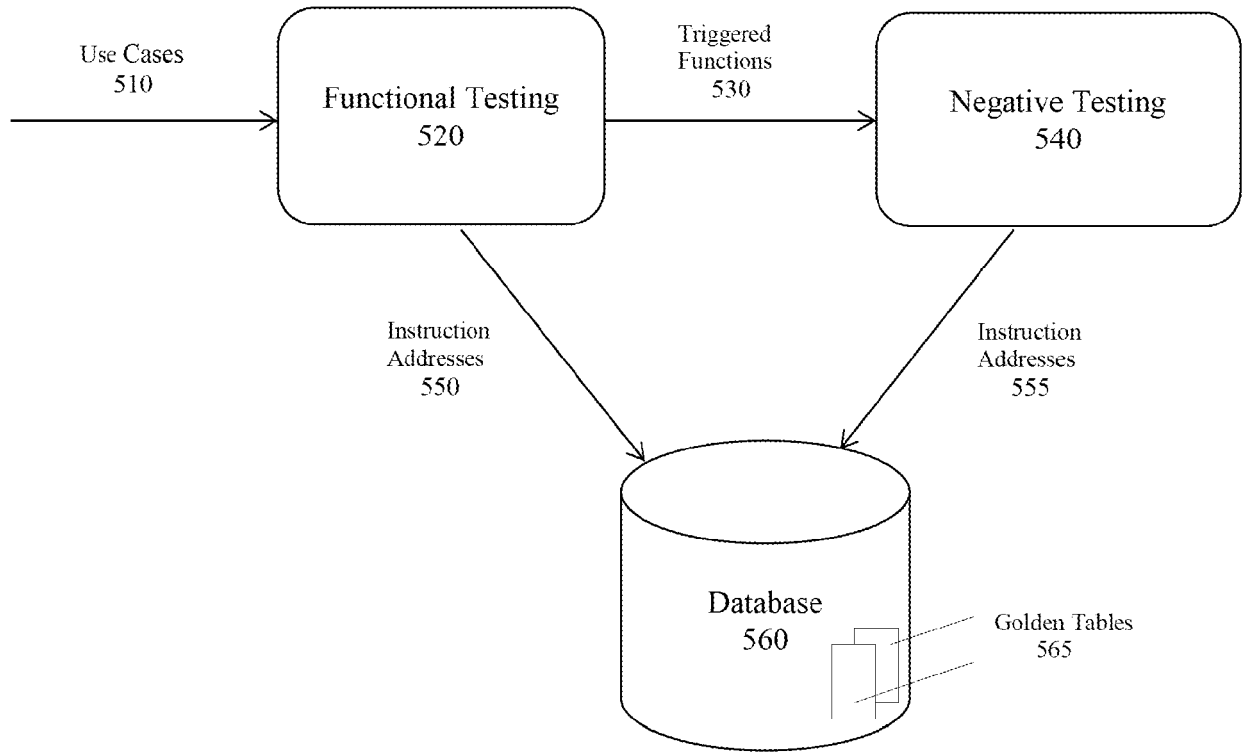 Use Cases
510
Functional Testing
520
Triggered
Functions
530
Negative Testing
540
Instruction
Addresses
550
Instruction
Addresses
555
Database
560
Golden Tables
565